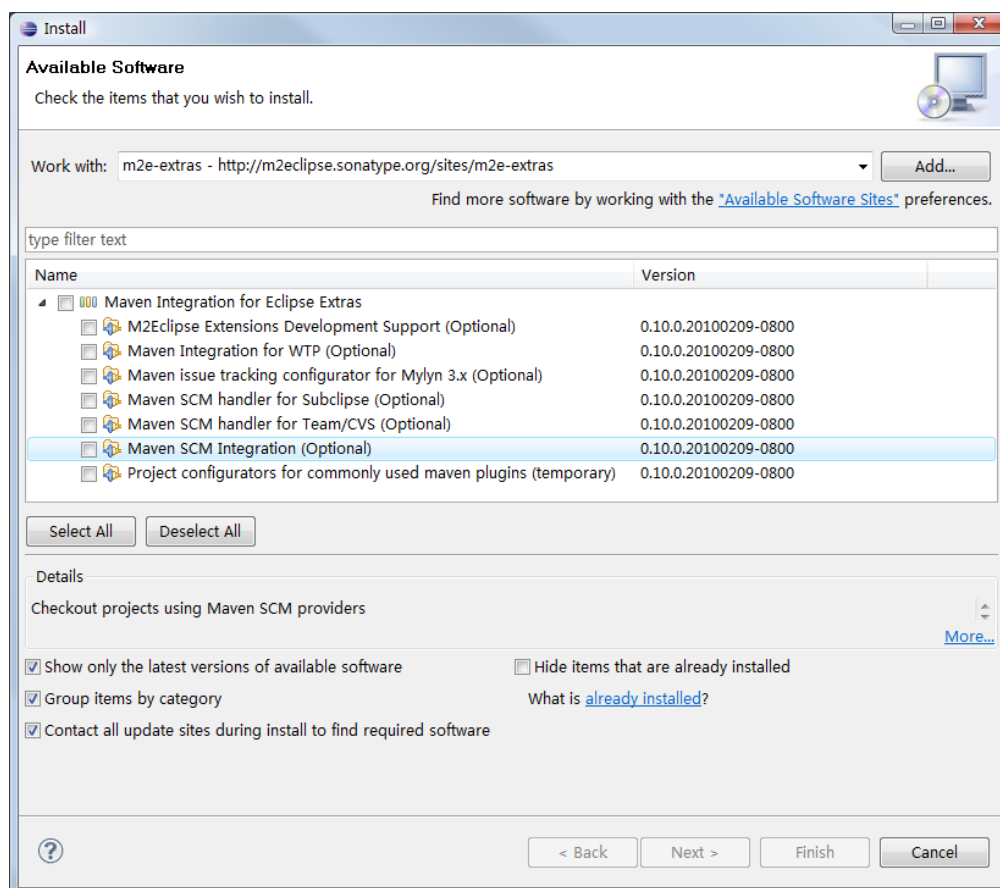 Install
Available Software
Check the items that you wish to install.
Work with: m2e-extras - http://m2eclipse.sonatype.org/sites/m2e-extras Add...
Find more software by working with the "Available Software Sites" preferences.
type filter text
Name Version
Maven Integration for Eclipse Extras
M2Eclipse Extensions Development Support (Optional) 0.10.0.20100209-0800
Maven Integration for WTP (Optional) 0.10.0.20100209-0800
Maven issue tracking configurator for Mylyn 3.x (Optional) 0.10.0.20100209-0800
Maven SCM handler for Subclipse (Optional) 0.10.0.20100209-0800
Maven SCM handler for Team/CVS (Optional) 0.10.0.20100209-0800
Maven SCM Integration (Optional) 0.10.0.20100209-0800
Project configurators for commonly used maven plugins (temporary) 0.10.0.20100209-0800
Select All Deselect All
Details
Checkout projects using Maven SCM providers
More...
Show only the latest versions of available software Hide items that are already installed
Group items by category What is already installed?
Contact all update sites during install to find required software
? < Back Next > Finish Cancel